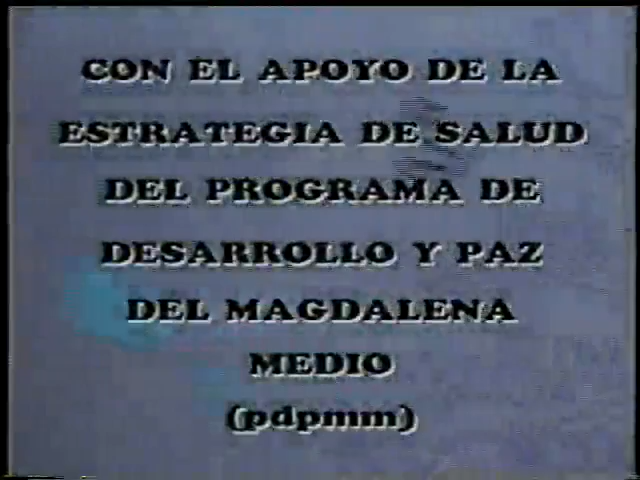 CON EL APOYO DE LA
ESTRATEGIA DE SALUD
DEL PROGRAMA DE
DESARROLLO Y PAZ
DEL MAGDALENA
MEDIO
(pdpmm)